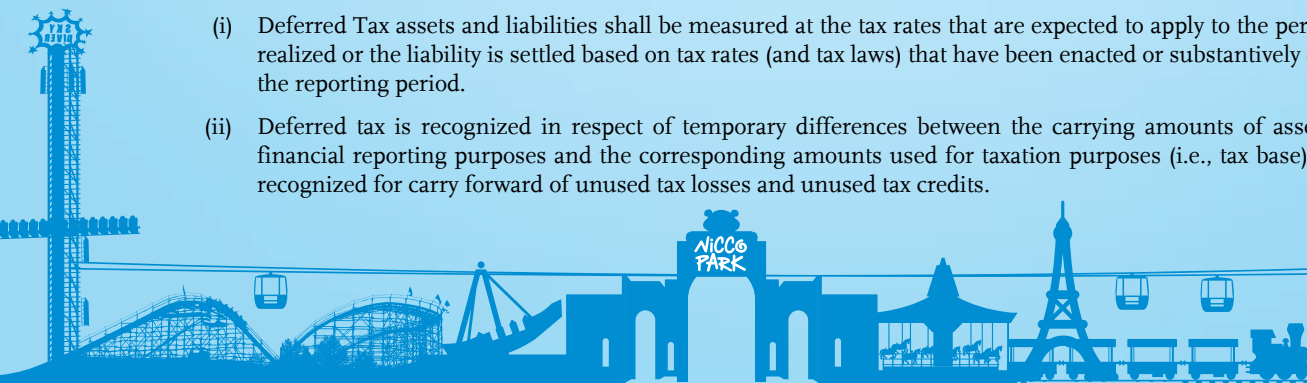 SKY
DIVER
(i) Deferred Tax assets and liabilities shall be measured at the tax rates that are expected to apply to the per
realized or the liability is settled based on tax rates (and tax laws) that have been enacted or substantively
the reporting period.
(ii) Deferred tax is recognized in respect of temporary differences between the carrying amounts of asse
financial reporting purposes and the corresponding amounts used for taxation purposes (i.e., tax base)
recognized for carry forward of unused tax losses and unused tax credits.
NICCO
PARK